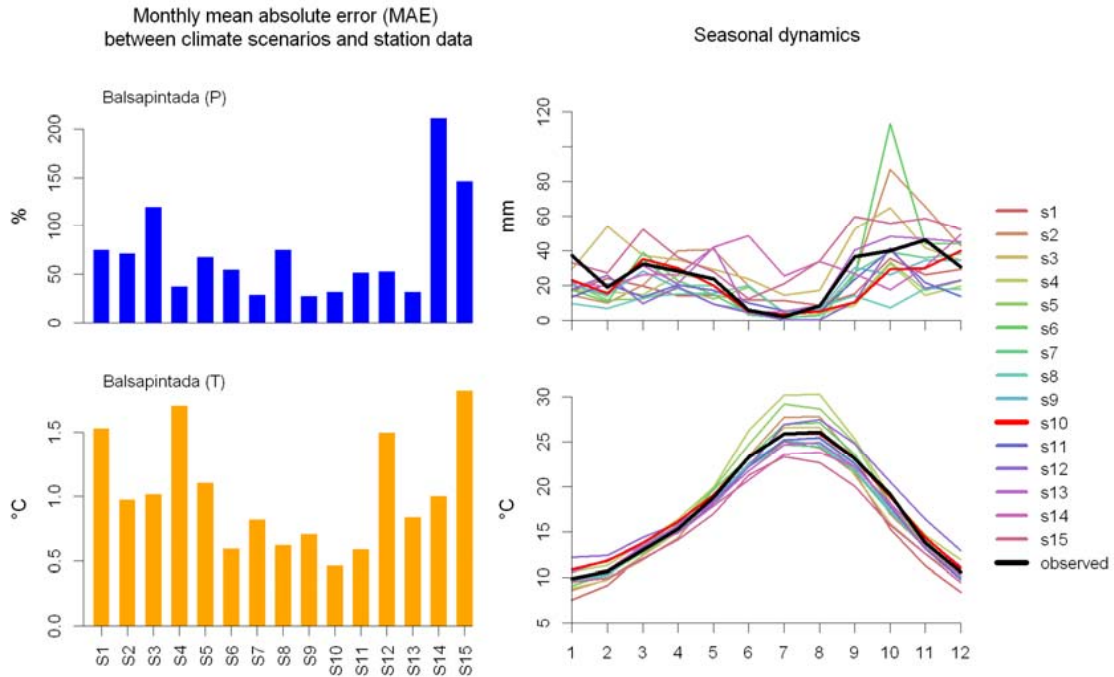 Monthly mean absolute error (MAE)
between climate scenarios and station data
Seasonal dynamics
Balsapintada (P)
%
0
50
100
150
200
mm
0
20
40
60
80
120
Balsapintada (T)
°C
0.0
0.5
1.0
1.5
S1
S2
S3
S4
S5
S6
S7
S8
S9
S10
S11
S12
S13
S14
S15
°C
5
10
15
20
25
30
1
2
3
4
5
6
7
8
9
10
11
12
s1
s2
s3
s4
s5
s6
s7
s8
s9
s10
s11
s12
s13
s14
s15
observed